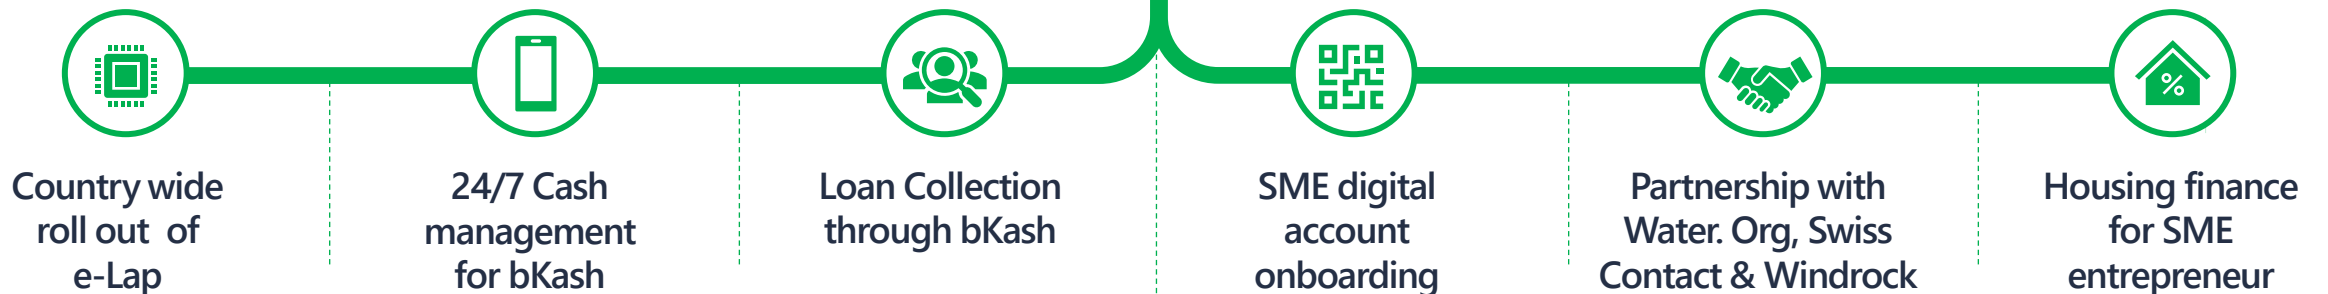 Country wide
roll out of
e-Lap
24/7 Cash
management
for bKash
Loan Collection
through bKash
SME digital
account
onboarding
Partnership with
Water. Org, Swiss
Contact & Windrock
%
Housing finance
for SME
entrepreneur